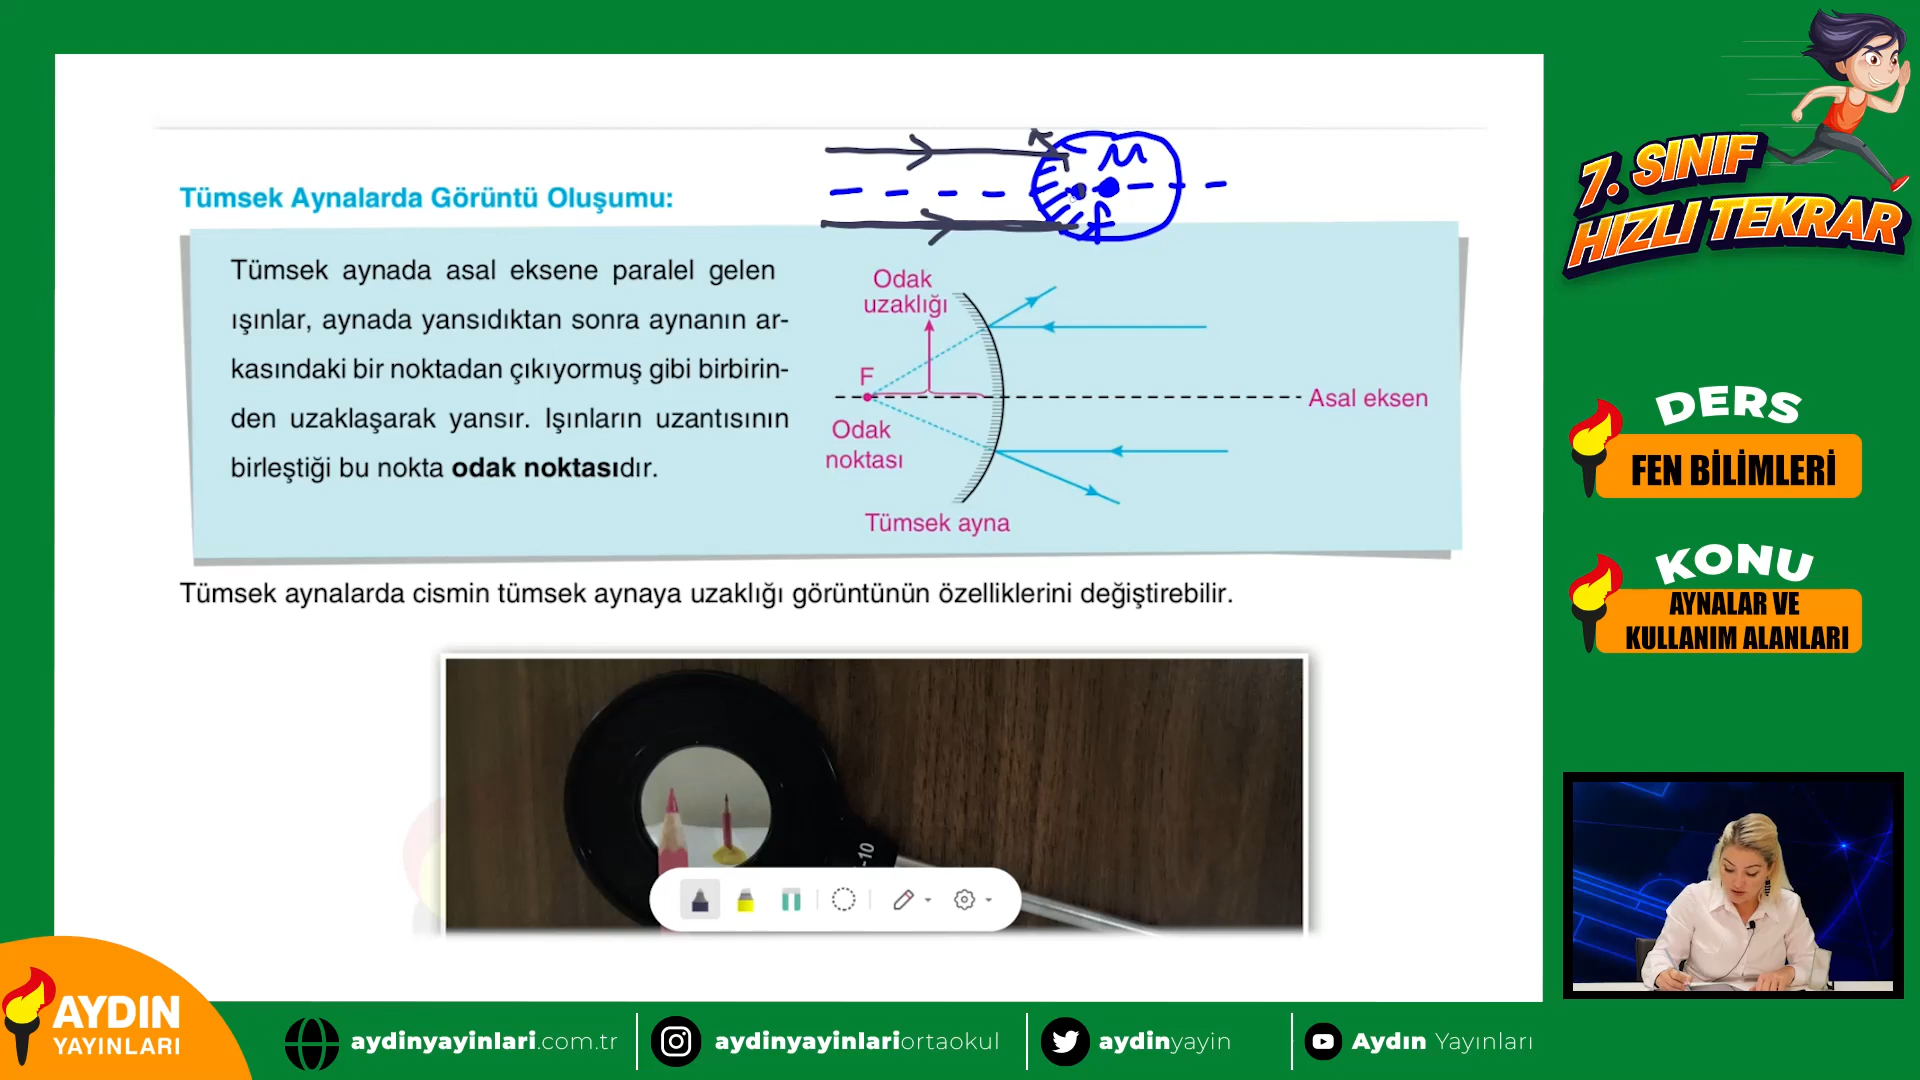 7. SINIF
HIZLI TEKRAR
M
f
Tümsek Aynalarda Görüntü Oluşumu:
Tümsek aynada asal eksene paralel gelen
ışınlar, aynada yansıdıktan sonra aynanın ar-
kasındaki bir noktadan çıkıyormuş gibi birbirin-
den uzaklaşarak yansır. Işınların uzantısının
birleştiği bu nokta odak noktasıdır.
Odak
uzaklığı
F
Odak
noktası
Asal eksen
Tümsek ayna
Tümsek aynalarda cismin tümsek aynaya uzaklığı görüntünün özelliklerini değiştirebilir.
-10
DERS
FEN BİLİMLERİ
KONU
AYNALAR VE
KULLANIM ALANLARI
AYDIN
YAYINLARI
aydinyayinlari.com.tr
aydinyayinlariortaokul
aydinyayin
Aydın Yayınları